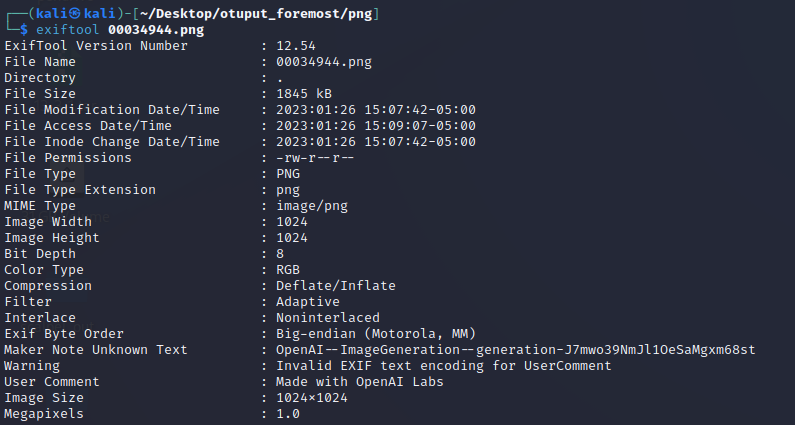 ┌──(kali㉿kali)-[~/Desktop/otuput_foremost/png]
└─$ exiftool 00034944.png
ExifTool Version Number : 12.54
File Name : 00034944.png
Directory : .
File Size : 1845 kB
File Modification Date/Time : 2023:01:26 15:07:42-05:00
File Access Date/Time : 2023:01:26 15:09:07-05:00
File Inode Change Date/Time : 2023:01:26 15:07:42-05:00
File Permissions : -rw-r--r--
File Type : PNG
File Type Extension : png
MIME Type : image/png
Image Width : 1024
Image Height : 1024
Bit Depth : 8
Color Type : RGB
Compression : Deflate/Inflate
Filter : Adaptive
Interlace : Noninterlaced
Exif Byte Order : Big-endian (Motorola, MM)
Maker Note Unknown Text : OpenAI--ImageGeneration--generation-J7mwo39NmJl1OeSaMgxm68st
Warning : Invalid EXIF text encoding for UserComment
User Comment : Made with OpenAI Labs
Image Size : 1024×1024
Megapixels : 1.0